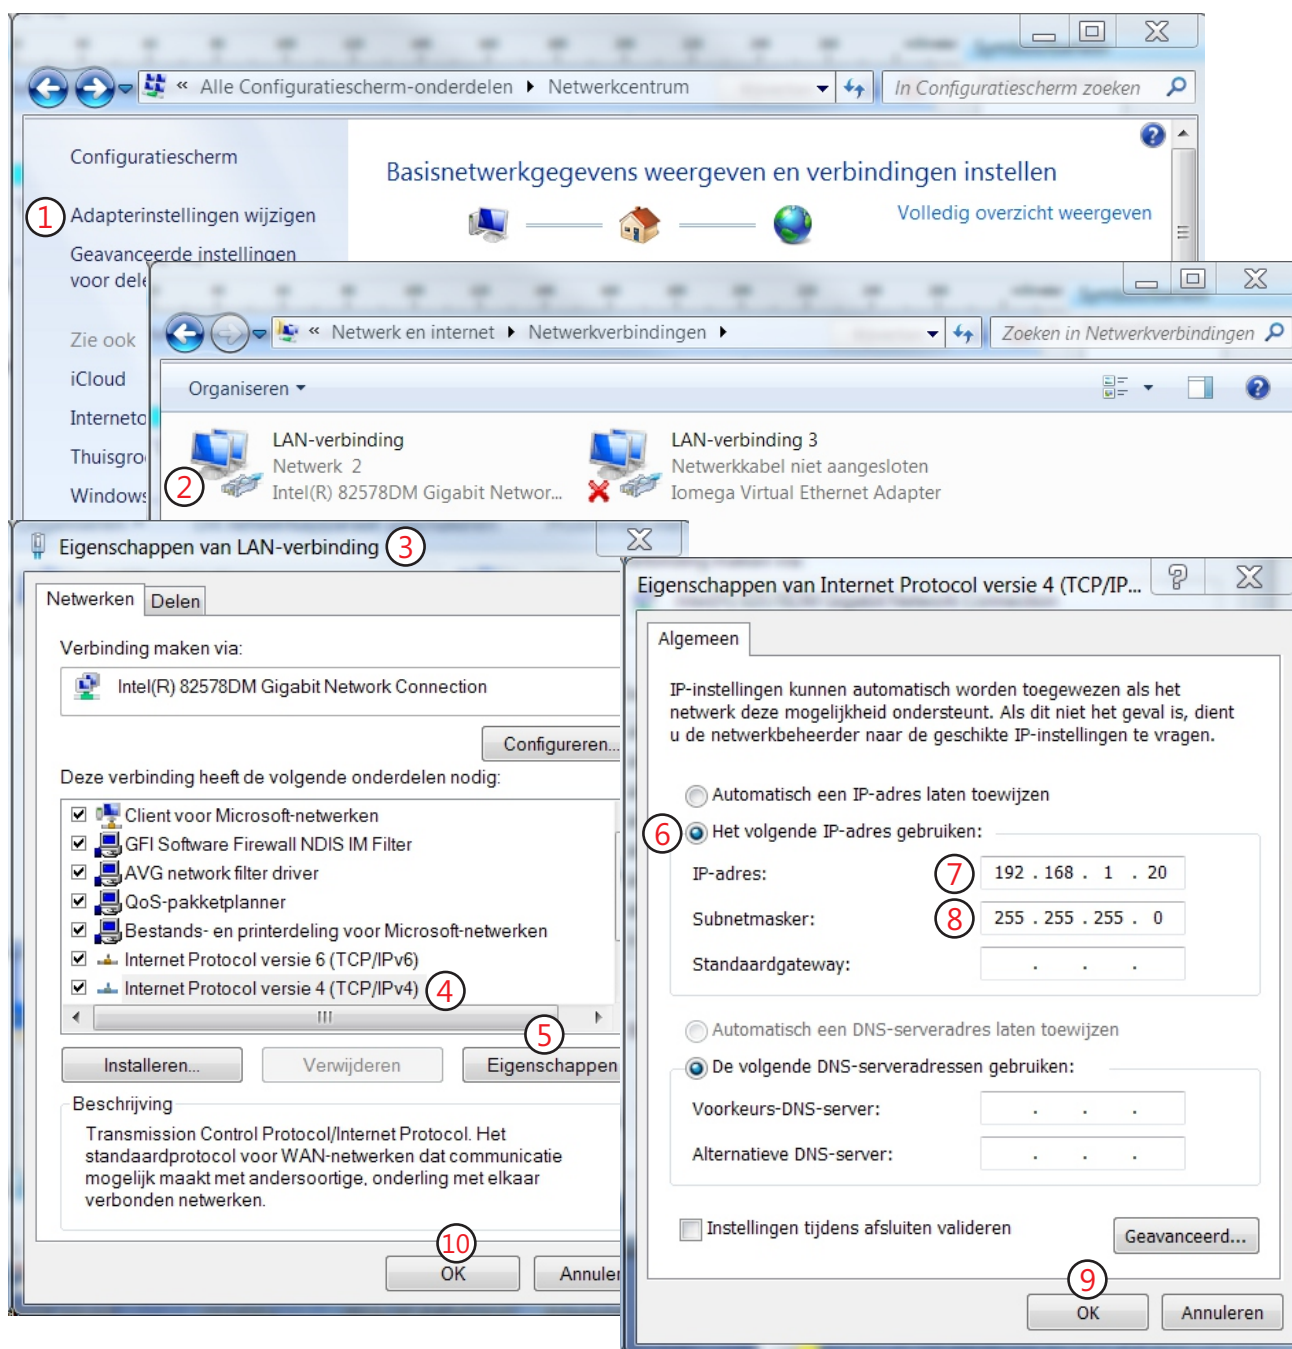 « Alle Configuratiescherm-onderdelen Netwerkcentrum
In Configuratiescherm zoeken
Configuratiescherm
1 Adapterinstellingen wijzigen
Geavanceerde instellingen
Zie ook
iCloud
Windows
Basisnetwerkgegevens weergeven en verbindingen instellen
Volledig overzicht weergeven
« Netwerk en internet Netwerkverbindingen
Zoeken in Netwerkverbindingen
Organiseren
2
LAN-verbinding
Netwerk 2
Intel(R) 82578DM Gigabit Networ...
LAN-verbinding 3
Netwerkkabel niet aangesloten
Iomega Virtual Ethernet Adapter
Eigenschappen van LAN-verbinding 3
Netwerken Delen
Verbinding maken via:
Intel(R) 82578DM Gigabit Network Connection
Configureren...
Deze verbinding heeft de volgende onderdelen nodig:
Client voor Microsoft-netwerken
GFI Software Firewall NDIS IM Filter
AVG network filter driver
QoS-pakketplanner
Bestands- en printerdeling voor Microsoft-netwerken
Internet Protocol versie 6 (TCP/IPv6)
Internet Protocol versie 4 (TCP/IPv4) 4
5
Installeren... Verwijderen Eigenschappen
Beschrijving
Transmission Control Protocol/Internet Protocol. Het
standaardprotocol voor WAN-netwerken dat communicatie
mogelijk maakt met andersoortige, onderling met elkaar
verbonden netwerken.
10
OK
Eigenschappen van Internet Protocol versie 4 (TCP/IP...
Algemeen
IP-instellingen kunnen automatisch worden toegewezen als het
netwerk deze mogelijkheid ondersteunt. Als dit niet het geval is, dient
u de netwerkbeheerder naar de geschikte IP-instellingen te vragen.
Automatisch een IP-adres laten toewijzen
6 Het volgende IP-adres gebruiken:
IP-adres: 7 192 . 168 . 1 . 20
Subnetmasker: 8 255 . 255 . 255 . 0
Standaardgateway: . . .
Automatisch een DNS-serveradres laten toewijzen
De volgende DNS-serveradressen gebruiken:
Voorkeurs-DNS-server: . . .
Alternatieve DNS-server: . . .
Instellingen tijdens afsluiten valideren
Geavanceerd...
9
OK Annuleren